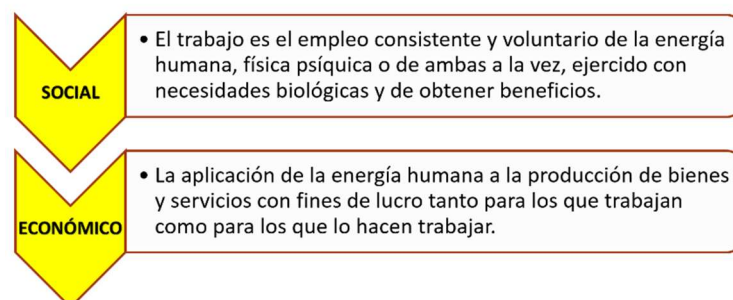 SOCIAL
• El trabajo es el empleo consistente y voluntario de la energía
humana, física psíquica o de ambas a la vez, ejercido con
necesidades biológicas y de obtener beneficios.
ECONÓMICO
• La aplicación de la energía humana a la producción de bienes
y servicios con fines de lucro tanto para los que trabajan
como para los que lo hacen trabajar.